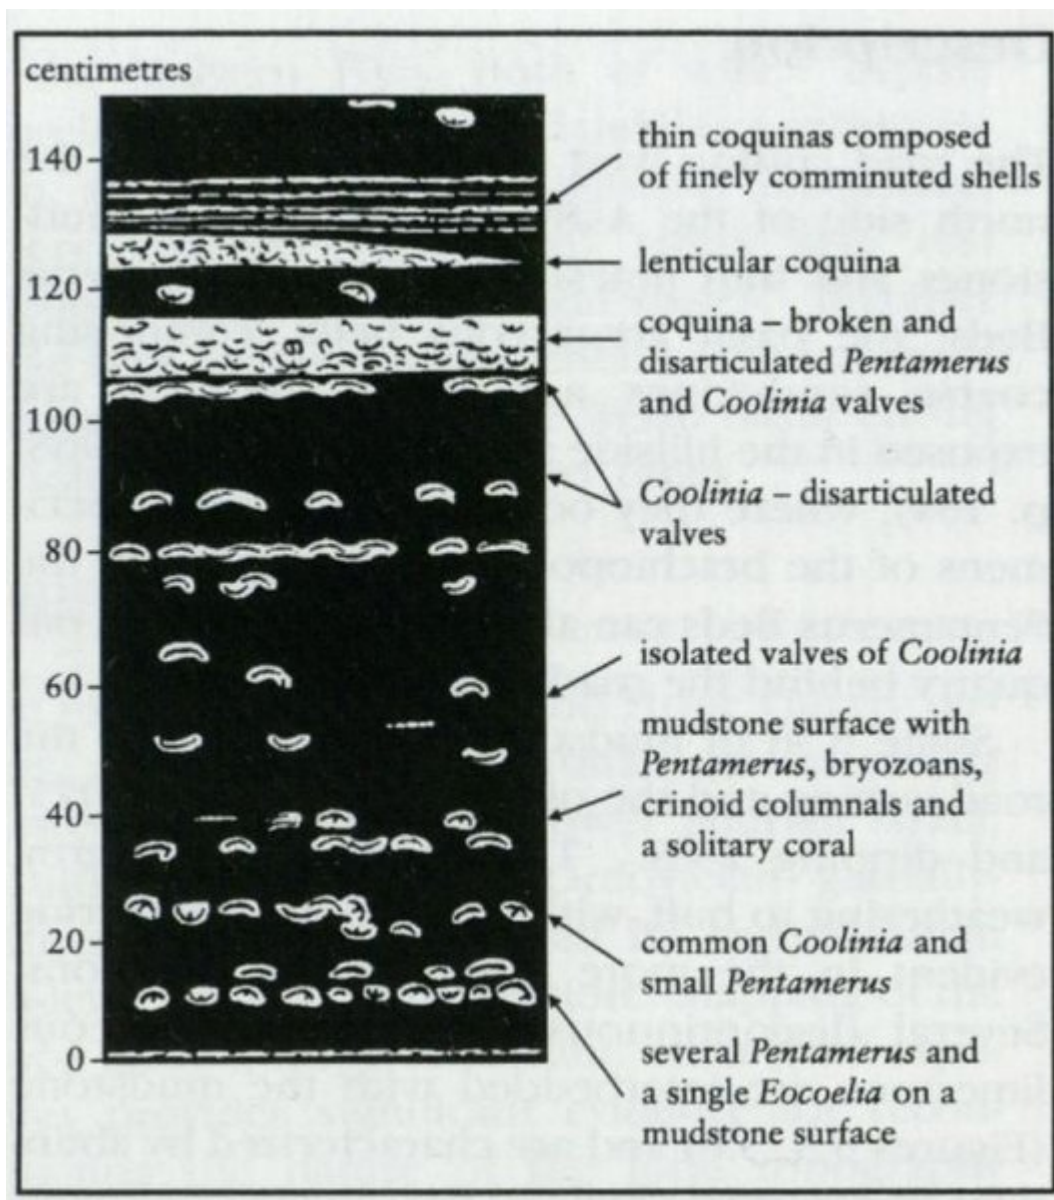 centimetres
140
120
100
80
60
40
20
0
thin coquinas composed
of finely comminuted shells
lenticular coquina
coquina – broken and
disarticulated Pentamerus
and Coolinia valves
Coolinia – disarticulated
valves
isolated valves of Coolinia
mudstone surface with
Pentamerus, bryozoans,
crinoid columnals and
a solitary coral
common Coolinia and
small Pentamerus
several Pentamerus and
a single Eocoelia on a
mudstone surface